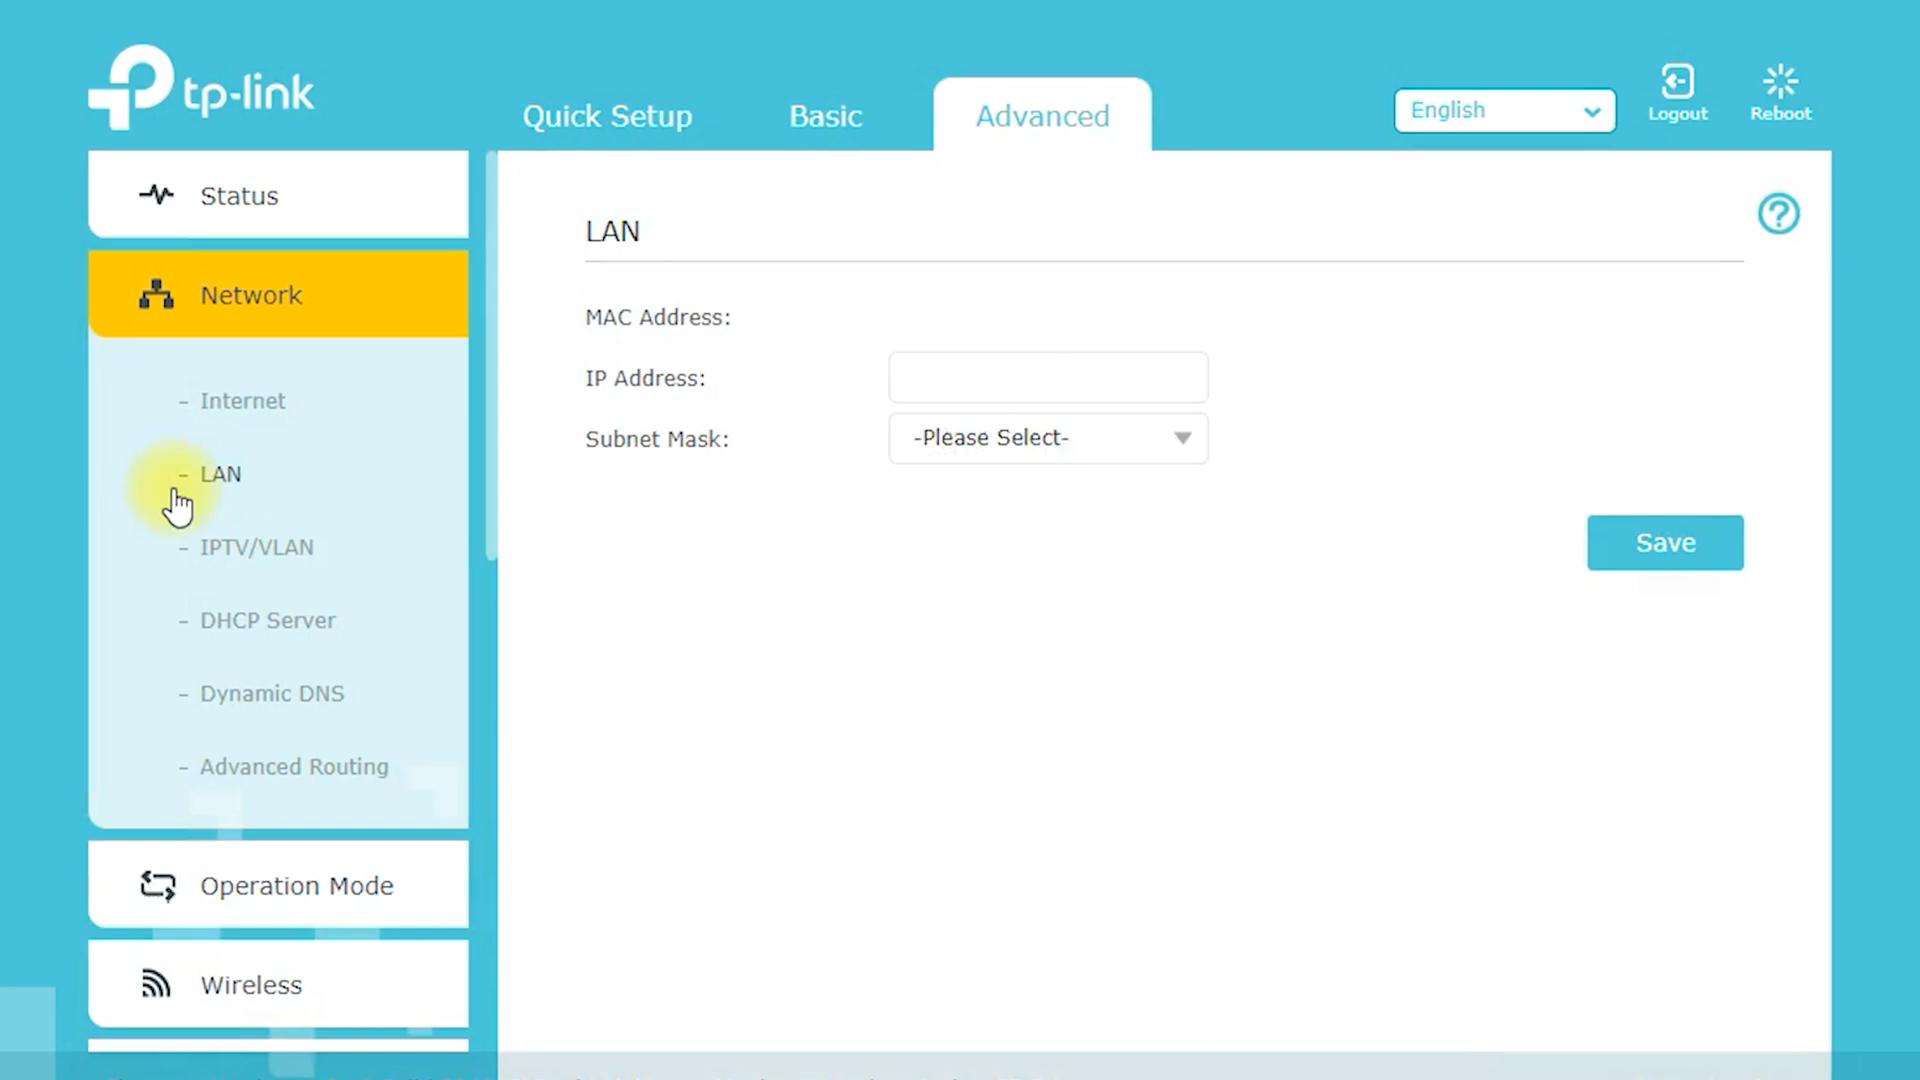 tp-link
Quick Setup
Basic
Advanced
English
Logout
Reboot
Status
Network
- Internet
- LAN
- IPTV/VLAN
- DHCP Server
- Dynamic DNS
- Advanced Routing
Operation Mode
Wireless
LAN
?
MAC Address:
IP Address:
Subnet Mask:
-Please Select-
Save